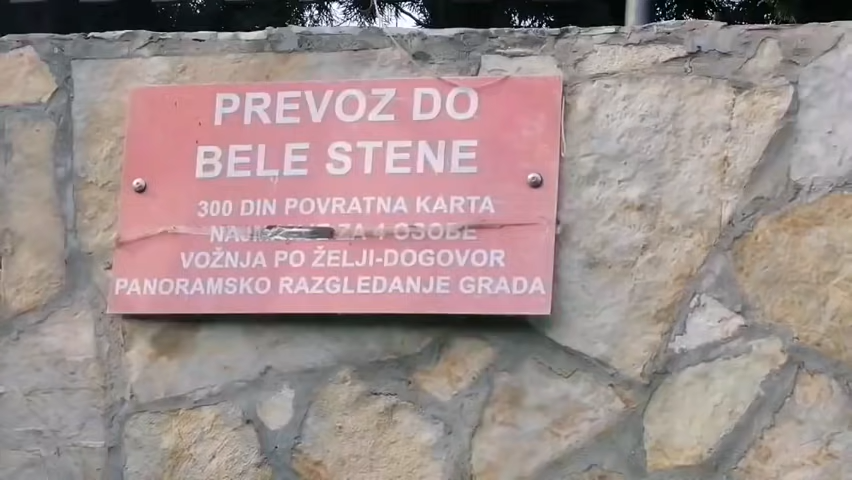 PREVOZ DO
BELE STENE
300 DIN POVRATNA KARTA
ZA 4 OSOBE
VOŽNJA PO ŽELJI-DOGOVOR
PANORAMSKO RAZGLEDANJE GRADA